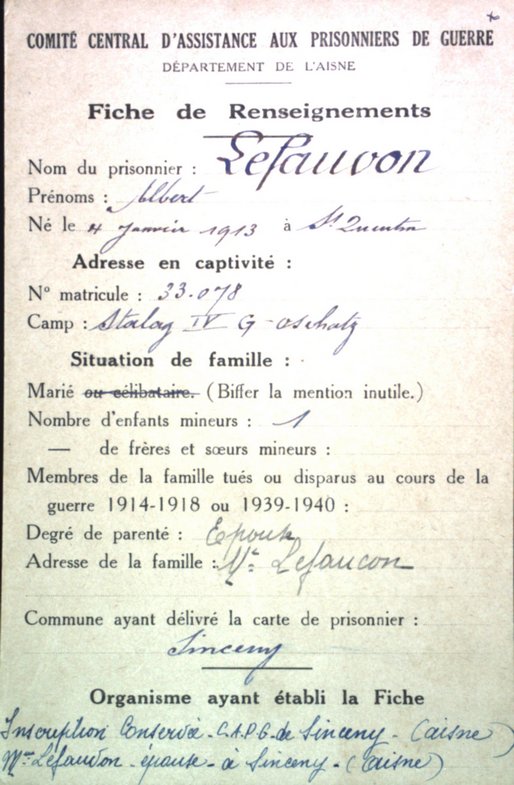 COMITÉ CENTRAL D'ASSISTANCE AUX PRISONNIERS DE GUERRE
DÉPARTEMENT DE L'AISNE
Fiche de Renseignements
Nom du prisonnier : Lefauvon
Prénoms : Albert
Né le 4 Janvier 1913 à St Quentin
Adresse en captivité :
N° matricule : 33.078
Camp : Stalag IV G - oschatz
Situation de famille :
Marié ou célibataire. (Biffer la mention inutile.)
Nombre d'enfants mineurs : 1
— de frères et sœurs mineurs :
Membres de la famille tués ou disparus au cours de la
guerre 1914-1918 ou 1939-1940 :
Degré de parenté : Epouse
Adresse de la famille : Me Lefaucon
Commune ayant délivré la carte de prisonnier :
Sinceny
Organisme ayant établi la Fiche
Inscription Conservée - C.A.P.G. de Sinceny - (aisne)
Mme Lefauvon - épouse - à Sinceny - (aisne)